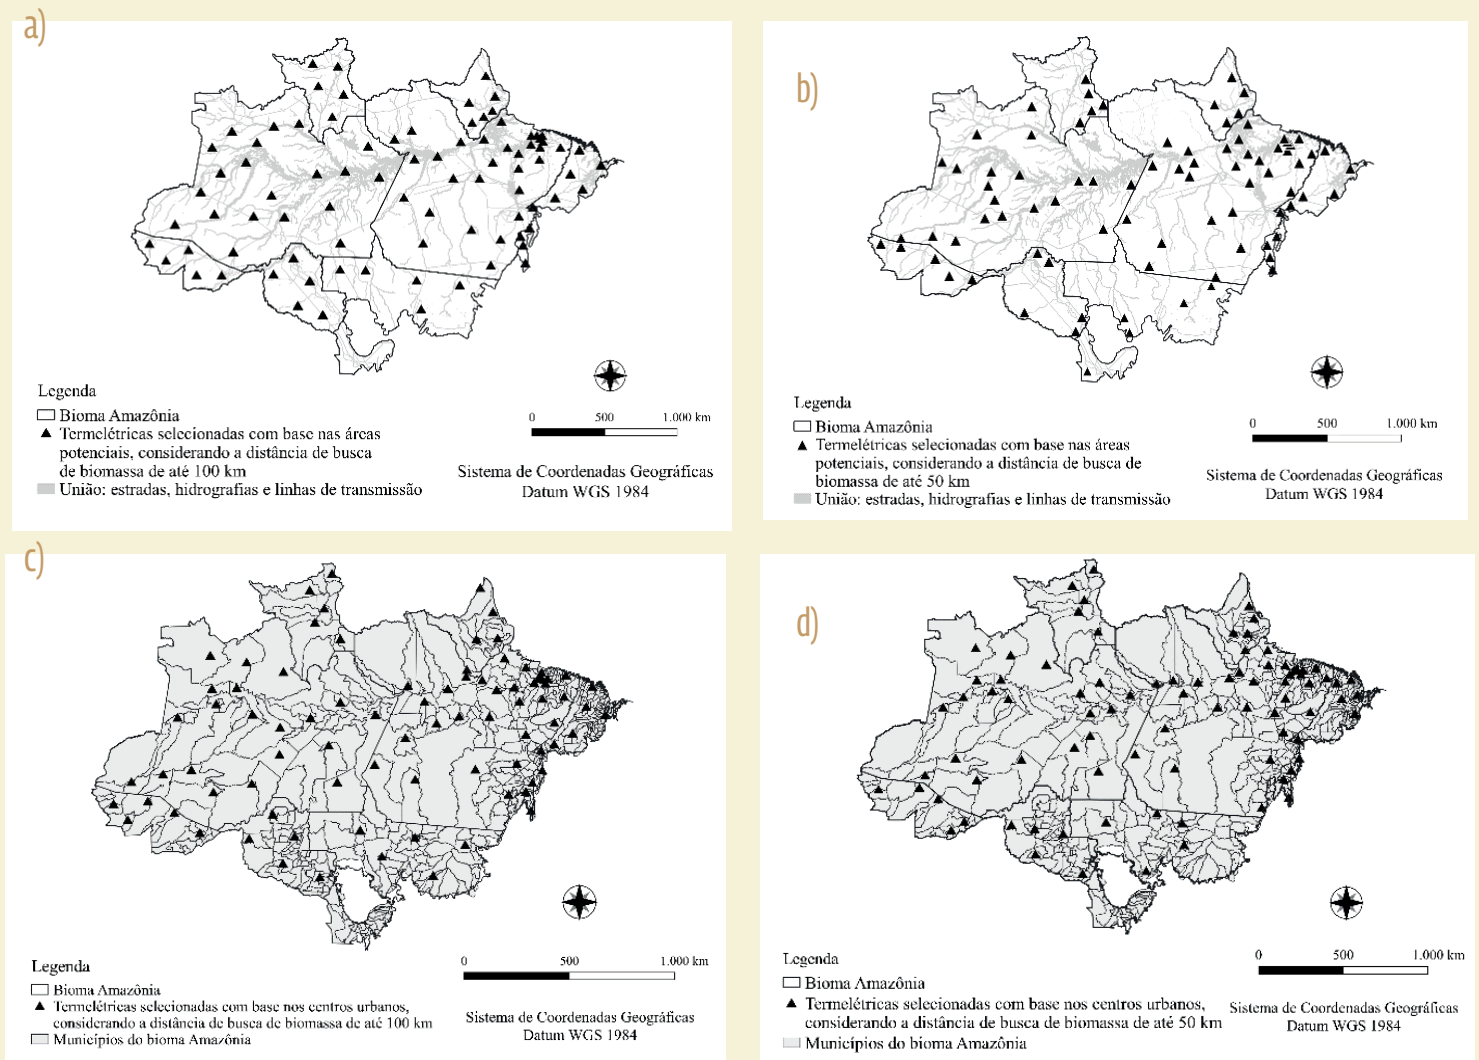 a)
Legenda
Bioma Amazônia
Termelétricas selecionadas com base nas áreas
potenciais, considerando a distância de busca
de biomassa de até 100 km
União: estradas, hidrografias e linhas de transmissão
0 500 1.000 km
Sistema de Coordenadas Geográficas
Datum WGS 1984
b)
Legenda
Bioma Amazônia
Termelétricas selecionadas com base nas áreas
potenciais, considerando a distância de busca de
biomassa de até 50 km
União: estradas, hidrografias e linhas de transmissão
0 500 1.000 km
Sistema de Coordenadas Geográficas
Datum WGS 1984
c)
Legenda
Bioma Amazônia
Termelétricas selecionadas com base nos centros urbanos,
considerando a distância de busca de biomassa de até 100 km
Municípios do bioma Amazônia
0 500 1.000 km
Sistema de Coordenadas Geográficas
Datum WGS 1984
d)
Legenda
Bioma Amazônia
Termelétricas selecionadas com base nos centros urbanos,
considerando a distância de busca de biomassa de até 50 km
Municípios do bioma Amazônia
0 500 1.000 km
Sistema de Coordenadas Geográficas
Datum WGS 1984